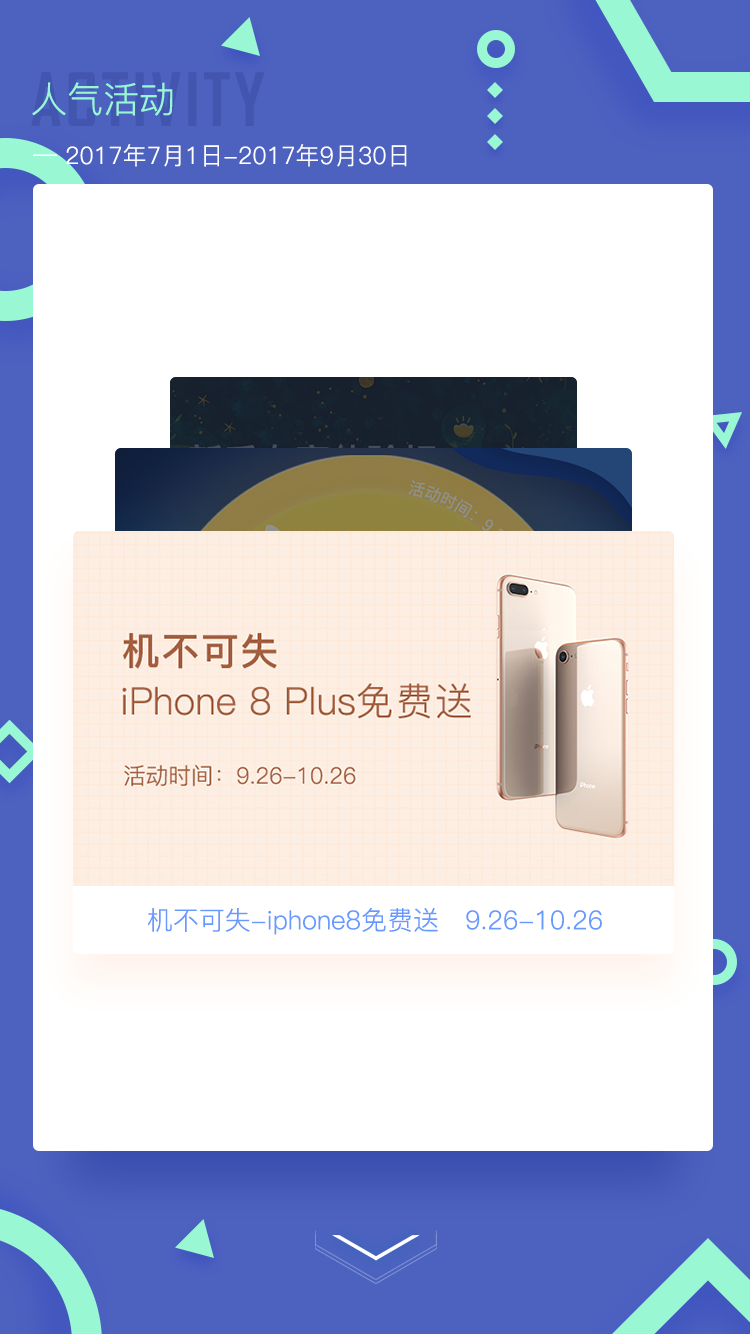 ACTIVITY
人气活动
— 2017年7月1日-2017年9月30日
活动时间：9.
机不可失
iPhone 8 Plus免费送
活动时间：9.26-10.26
iPhone
机不可失-iphone8免费送 9.26-10.26